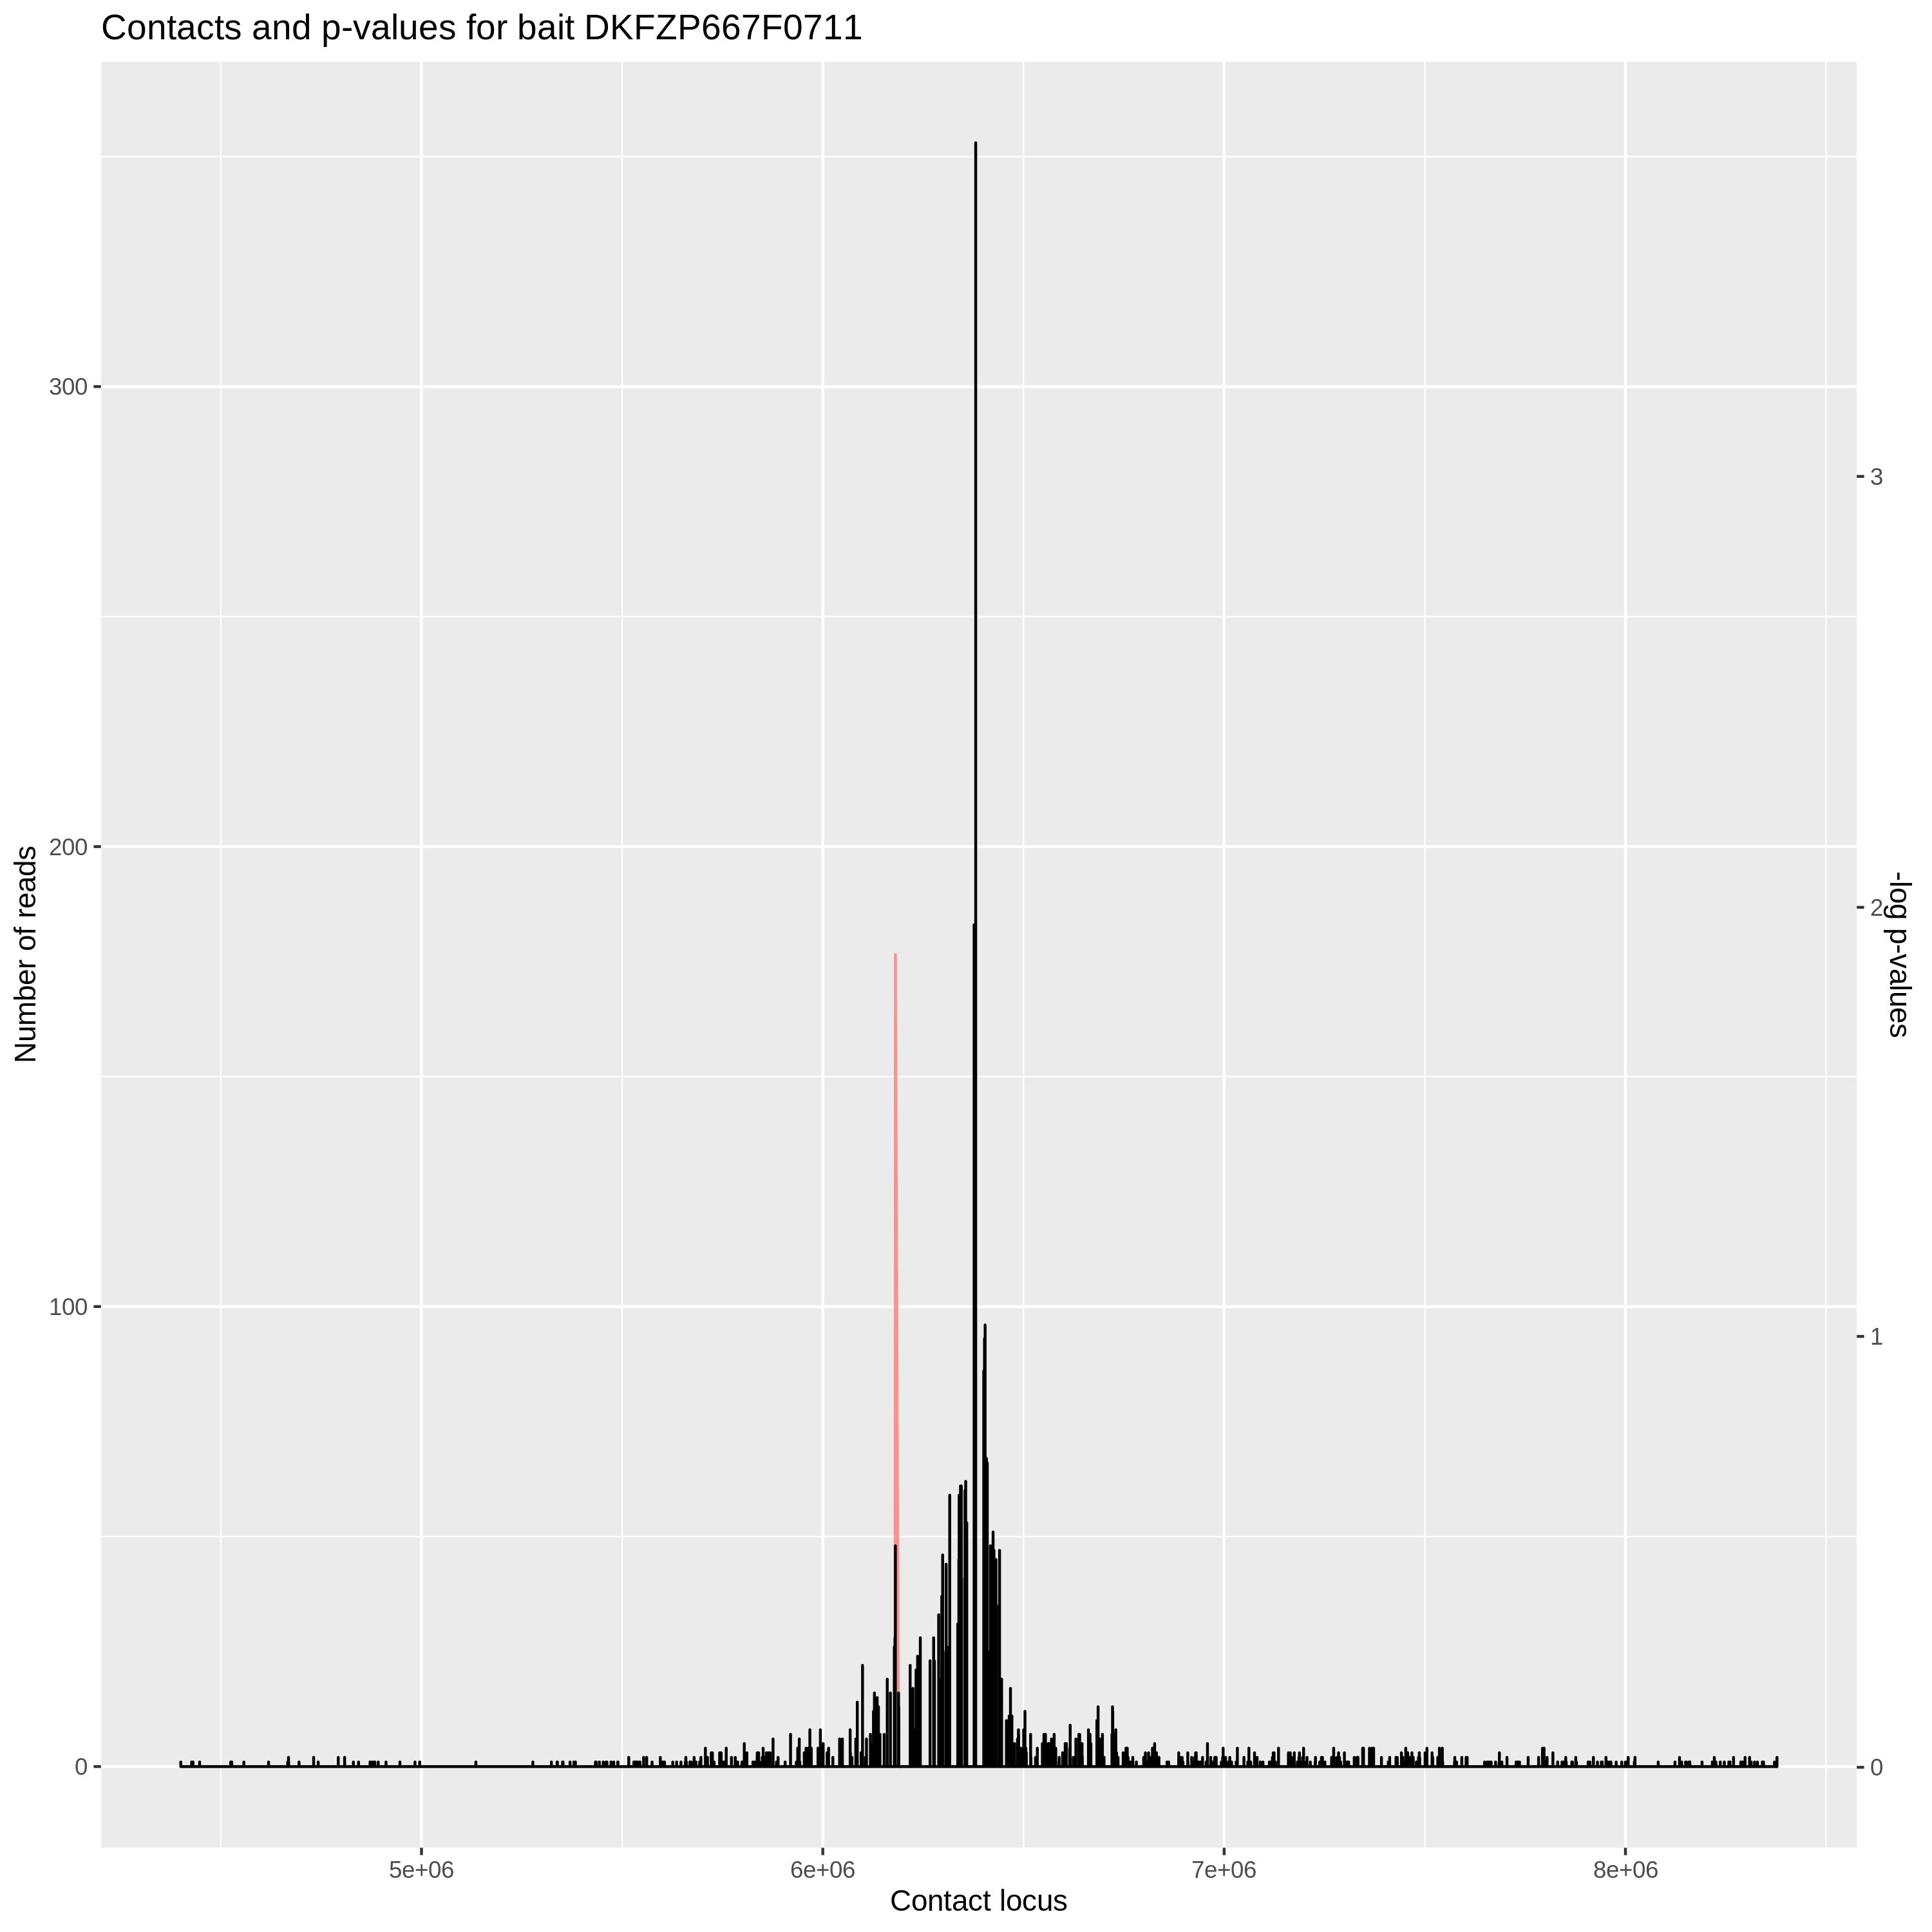 Contacts and p-values for bait DKFZP667F0711
Number of reads
300
200
100
0
3
2
1
0
-log p-values
5e+06
6e+06
7e+06
8e+06
Contact locus